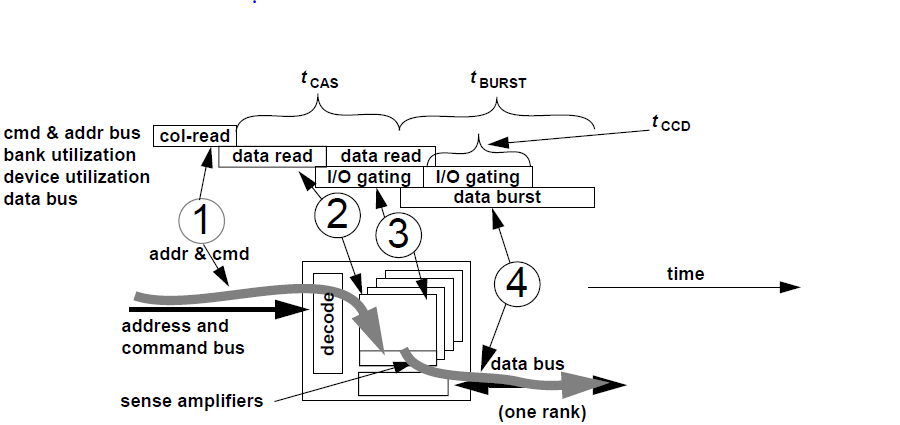 t CAS
t BURST
t CCD
cmd & addr bus
col-read
bank utilization
data read
data read
device utilization
I/O gating
I/O gating
data bus
data burst
1
2
3
4
addr & cmd
time
decode
address and
command bus
data bus
sense amplifiers
(one rank)